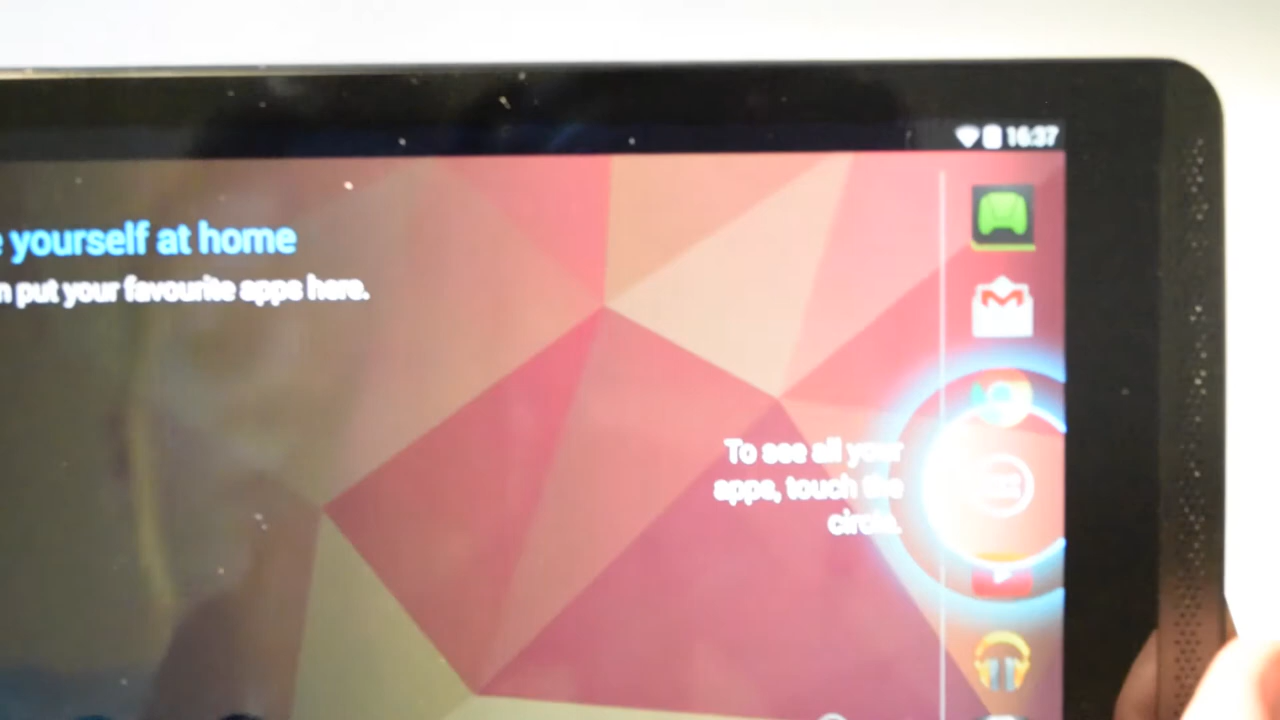 16:37
yourself at home
put your favourite apps here.
To see all your
apps, touch the
circle.